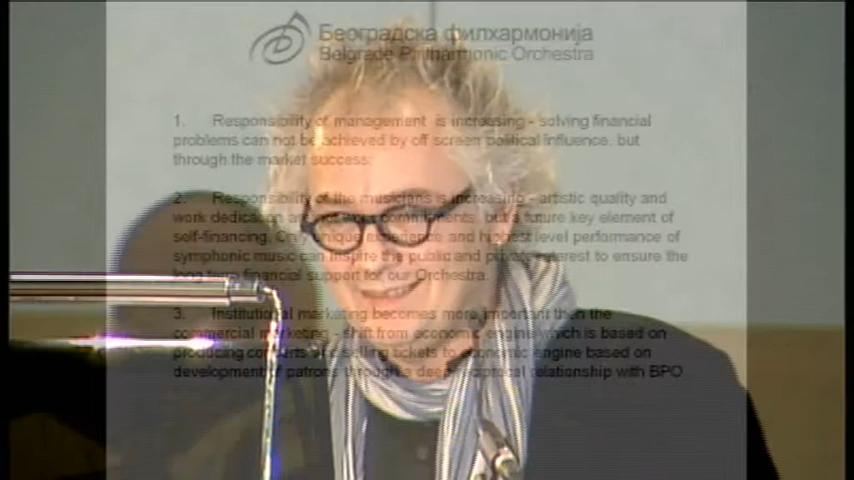 Београдска филхармонија
Belgrade Philharmonic Orchestra
1. Responsibility of management is increasing - solving financial
problems can not be achieved by off screen political influence, but
through the market success;
2. Responsibility of the musicians is increasing - artistic quality and
work dedication are not just commitments, but a future key element of
self-financing. Only unique experience and highest level performance of
symphonic music can inspire the public and private interest to ensure the
long term financial support for our Orchestra.
3. Institutional marketing becomes more important then the
commercial marketing - shift from economic engine which is based on
producing concerts and selling tickets to economic engine based on
development of patrons through a deep reciprocal relationship with BPO